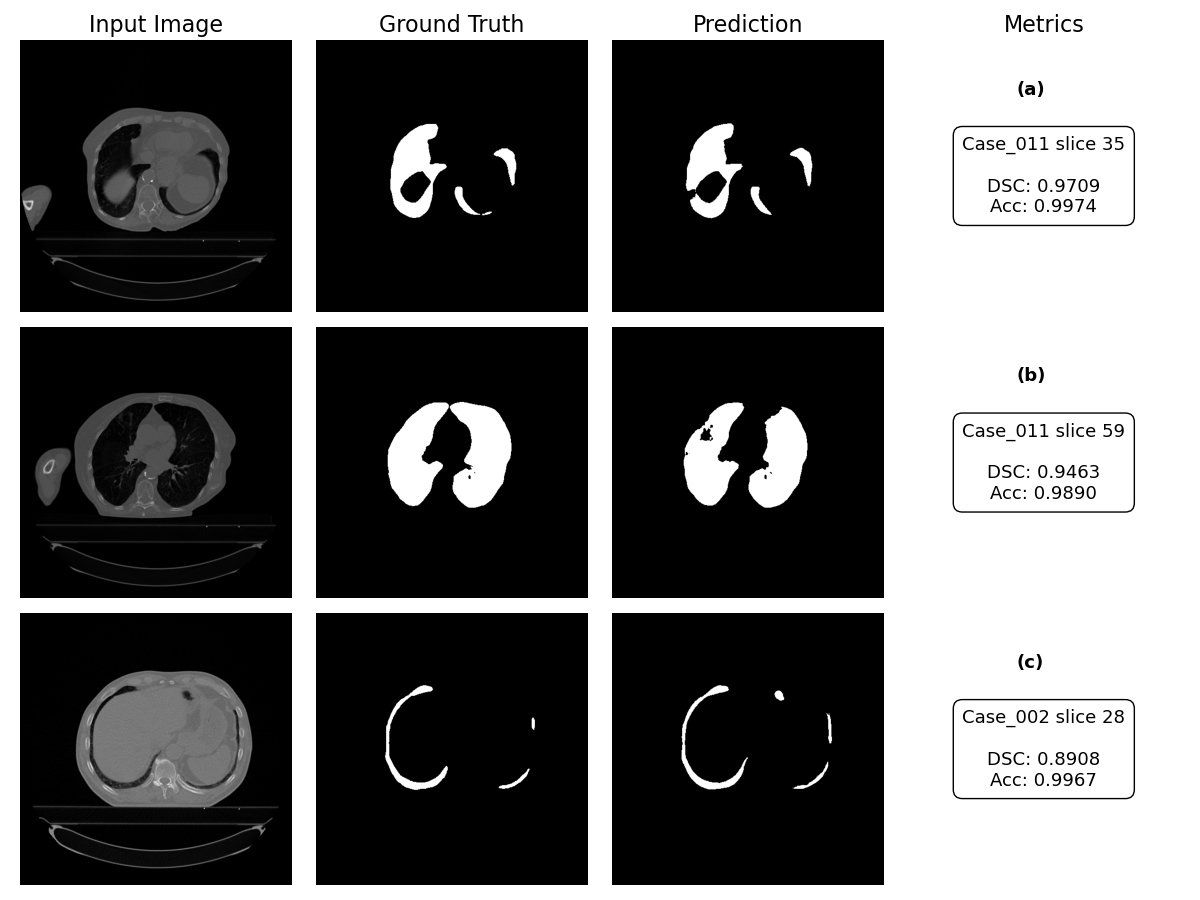 Input Image
Ground Truth
Prediction
Metrics
(a)
Case_011 slice 35
DSC: 0.9709
Acc: 0.9974
(b)
Case_011 slice 59
DSC: 0.9463
Acc: 0.9890
(c)
Case_002 slice 28
DSC: 0.8908
Acc: 0.9967